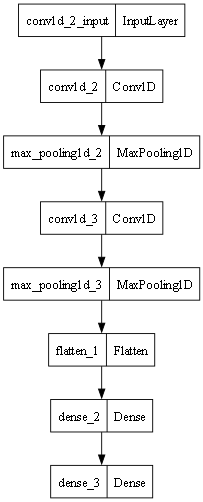 conv1d_2_input InputLayer
conv1d_2 Conv1D
max_pooling1d_2 MaxPooling1D
conv1d_3 Conv1D
max_pooling1d_3 MaxPooling1D
flatten_1 Flatten
dense_2 Dense
dense_3 Dense